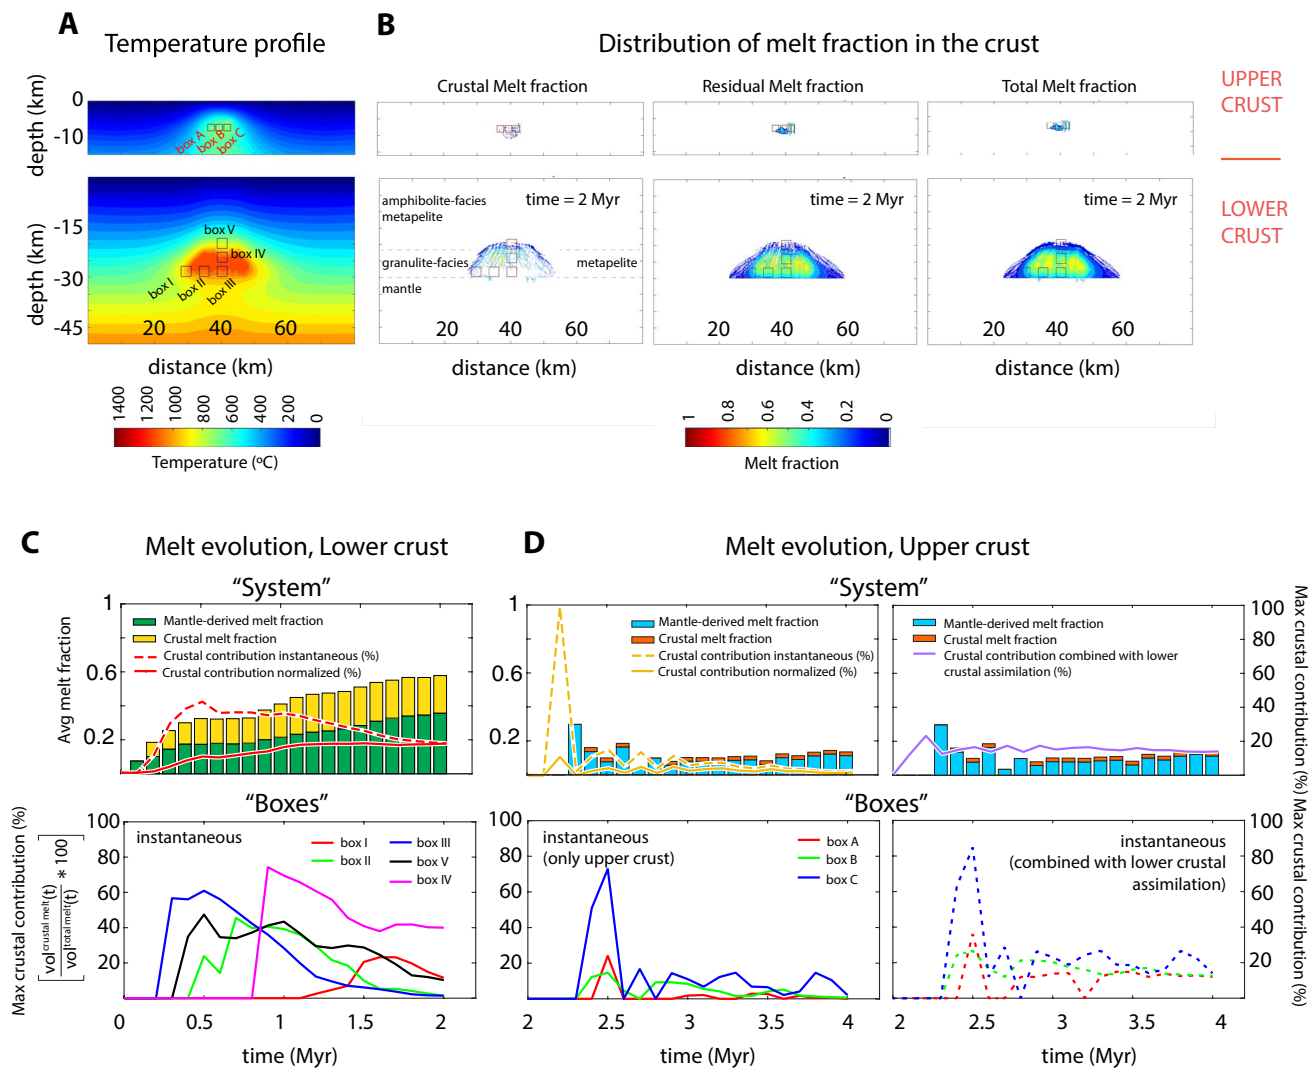 A
Temperature profile
B
Distribution of melt fraction in the crust
Crustal Melt fraction
Residual Melt fraction
Total Melt fraction
UPPER
CRUST
LOWER
CRUST
depth (km)
0
-10
box A
box B
box C
depth (km)
-15
-30
-45
box V
box IV
box I
box II
box III
20 40 60
distance (km)
1400 1200 1000 800 600 400 200 0
Temperature (ºC)
amphibolite-facies
metapelite
time = 2 Myr
granulite-facies
metapelite
mantle
20 40 60
distance (km)
time = 2 Myr
20 40 60
distance (km)
time = 2 Myr
20 40 60
distance (km)
1 0.8 0.6 0.4 0.2 0
Melt fraction
C
Melt evolution, Lower crust
"System"
Avg melt fraction
1
0.6
0.2
Mantle-derived melt fraction
Crustal melt fraction
Crustal contribution instantaneous (%)
Crustal contribution normalized (%)
"Boxes"
Max crustal contribution (%)
[vol^crustal melt(t) / vol^total melt(t) * 100]
100
80
60
40
20
instantaneous
box I
box II
box III
box V
box IV
0 0.5 1 1.5 2
time (Myr)
D
Melt evolution, Upper crust
"System"
1
0.6
0.2
Mantle-derived melt fraction
Crustal melt fraction
Crustal contribution instantaneous (%)
Crustal contribution normalized (%)
Mantle-derived melt fraction
Crustal melt fraction
Crustal contribution combined with lower
crustal assimilation (%)
100
80
60
40
20
Max crustal contribution (%)
"Boxes"
100
80
60
40
20
instantaneous
(only upper crust)
box A
box B
box C
2 2.5 3 3.5 4
time (Myr)
instantaneous
(combined with lower crustal
assimilation)
100
80
60
40
20
Max crustal contribution (%)
2 2.5 3 3.5 4
time (Myr)